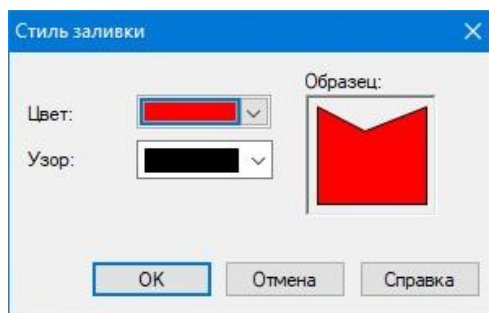 Стиль заливки
Образец:
Цвет:
Узор:
OK
Отмена
Справка